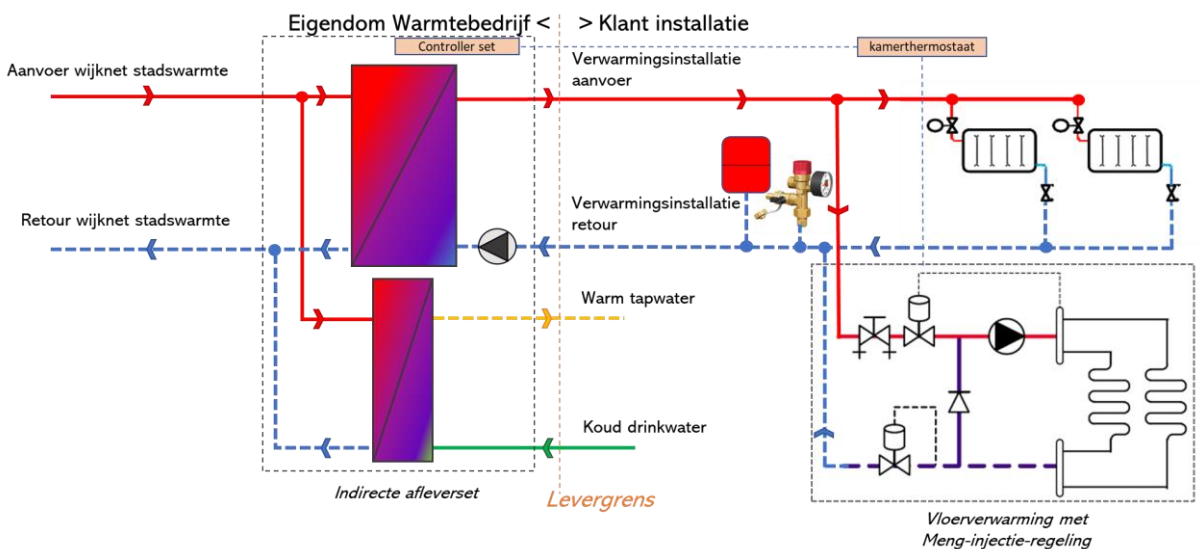 Eigendom Warmtebedrijf < > Klant installatie
Controller set
kamerthermostaat
Aanvoer wijknet stadswarmte
Verwarmingsinstallatie
aanvoer
Retour wijknet stadswarmte
Verwarmingsinstallatie
retour
Warm tapwater
Koud drinkwater
Indirecte afleverset
Levergrens
Vloerverwarming met
Meng-injectie-regeling